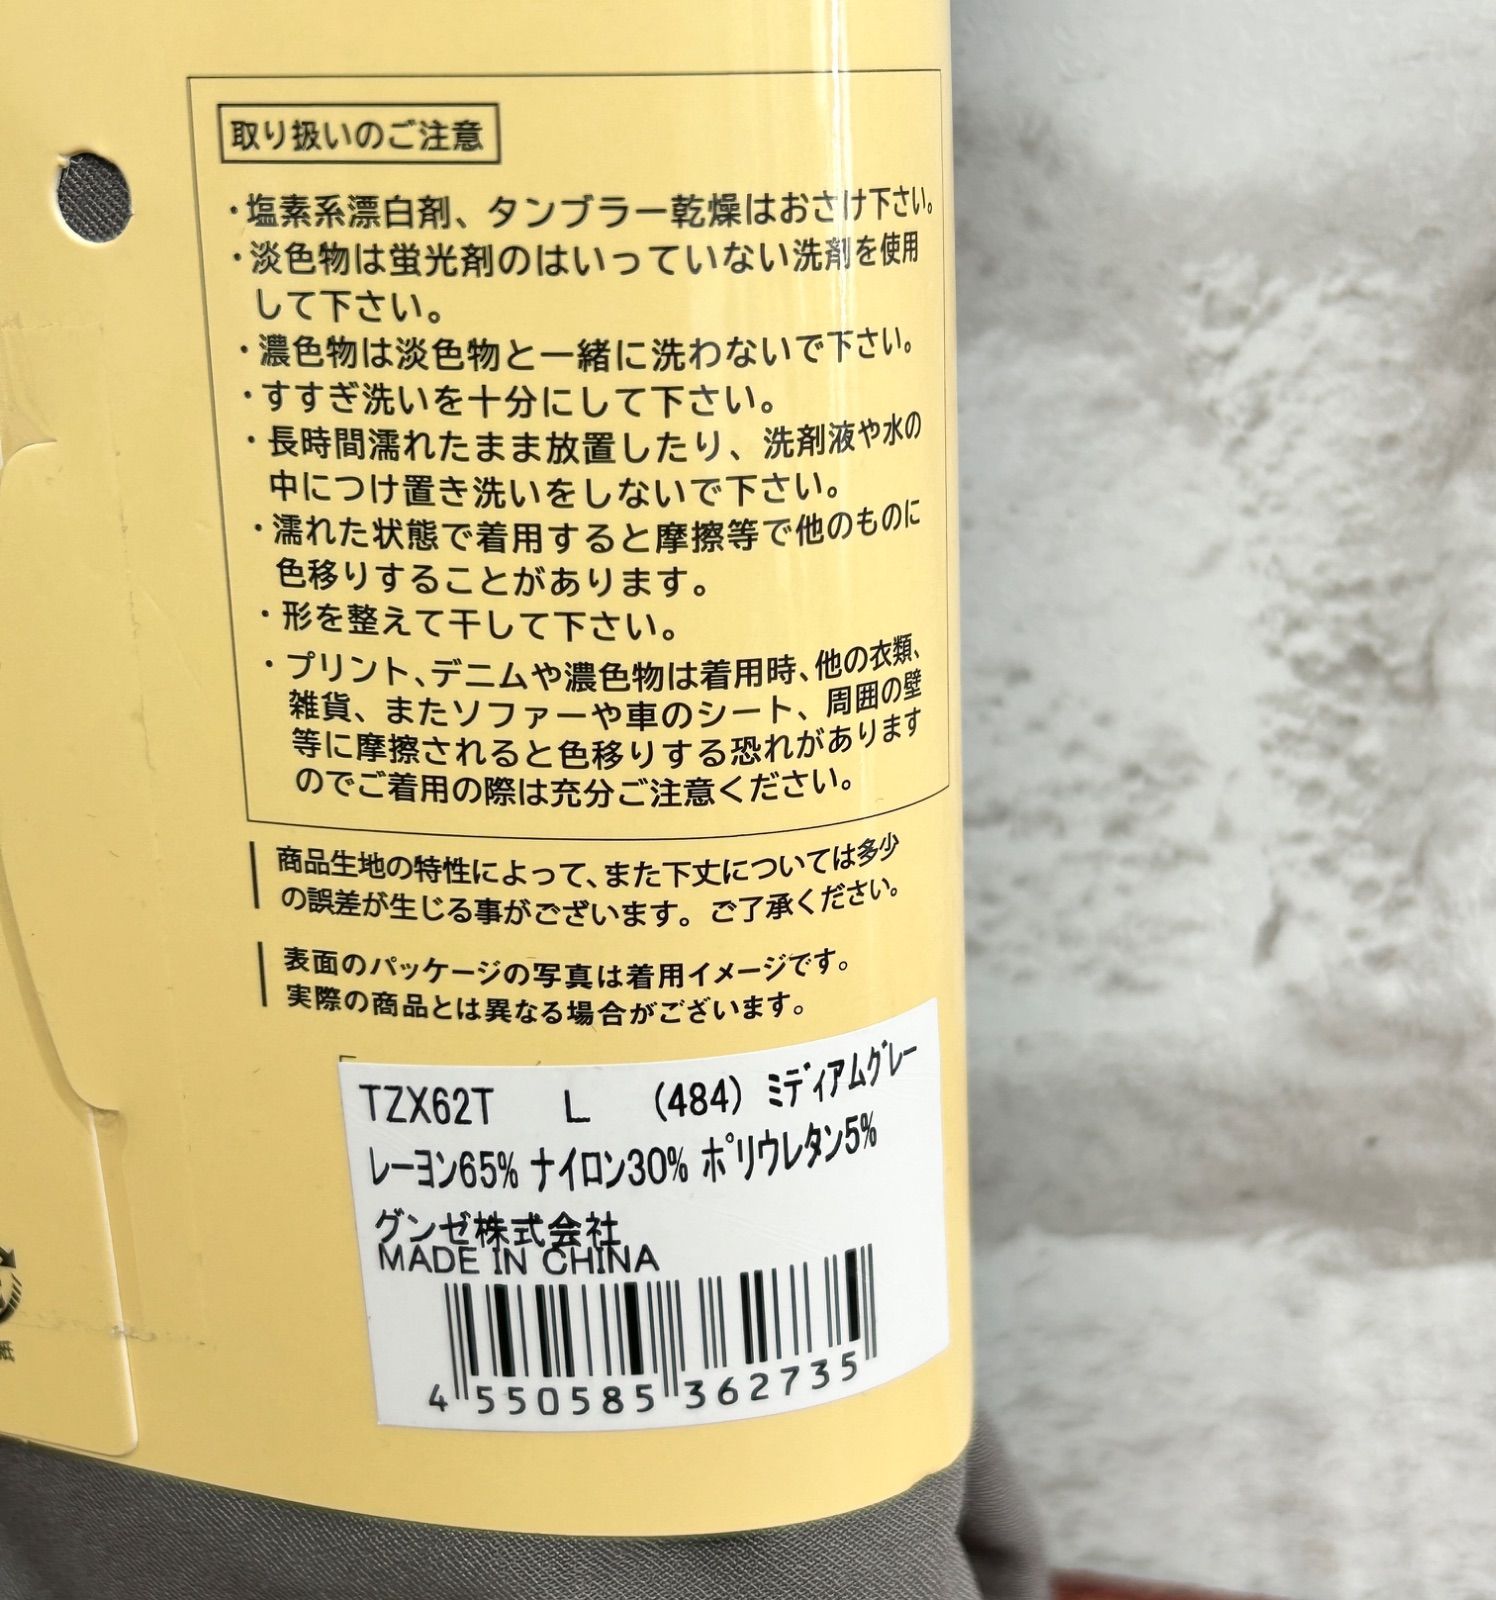 取り扱いのご注意
・塩素系漂白剤、タンブラー乾燥はおさけ下さい。
・淡色物は蛍光剤のはいっていない洗剤を使用
して下さい。
・濃色物は淡色物と一緒に洗わないで下さい。
・すすぎ洗いを十分にして下さい。
・長時間濡れたまま放置したり、洗剤液や水の
中につけ置き洗いをしないで下さい。
・濡れた状態で着用すると摩擦等で他のものに
色移りすることがあります。
・形を整えて干して下さい。
・プリント、デニムや濃色物は着用時、他の衣類、
雑貨、またソファーや車のシート、周囲の壁
等に摩擦されると色移りする恐れがあります
のでご着用の際は充分ご注意ください。
商品生地の特性によって、また下丈については多少
の誤差が生じる事がございます。ご了承ください。
表面のパッケージの写真は着用イメージです。
実際の商品とは異なる場合がございます。
TZX62T L (484) ﾐﾃﾞｨｱﾑｸﾞﾚｰ
ﾚｰﾖﾝ65% ﾅｲﾛﾝ30% ﾎﾟﾘｳﾚﾀﾝ5%
グンゼ株式会社
MADE IN CHINA
4 550585 362735
紙